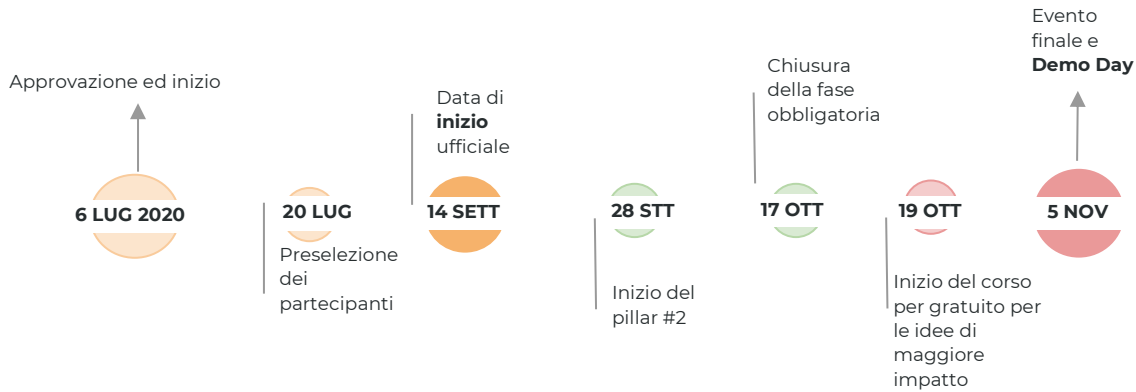 Approvazione ed inizio
6 LUG 2020
20 LUG
Preselezione
dei
partecipanti
Data di
inizio
ufficiale
14 SETT
28 STT
Inizio del
pillar #2
Chiusura
della fase
obbligatoria
17 OTT
19 OTT
Inizio del corso
per gratuito per
le idee di
maggiore
impatto
Evento
finale e
Demo Day
5 NOV